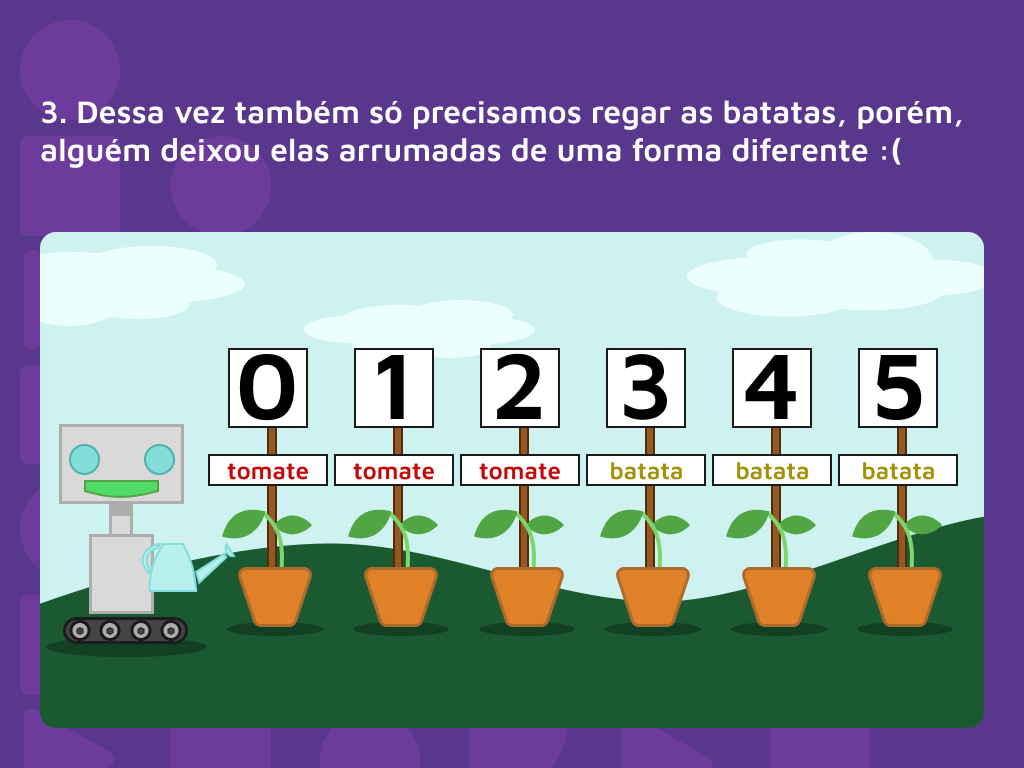 3. Dessa vez também só precisamos regar as batatas, porém,
alguém deixou elas arrumadas de uma forma diferente :(
0 1 2 3 4 5
tomate tomate tomate batata batata batata